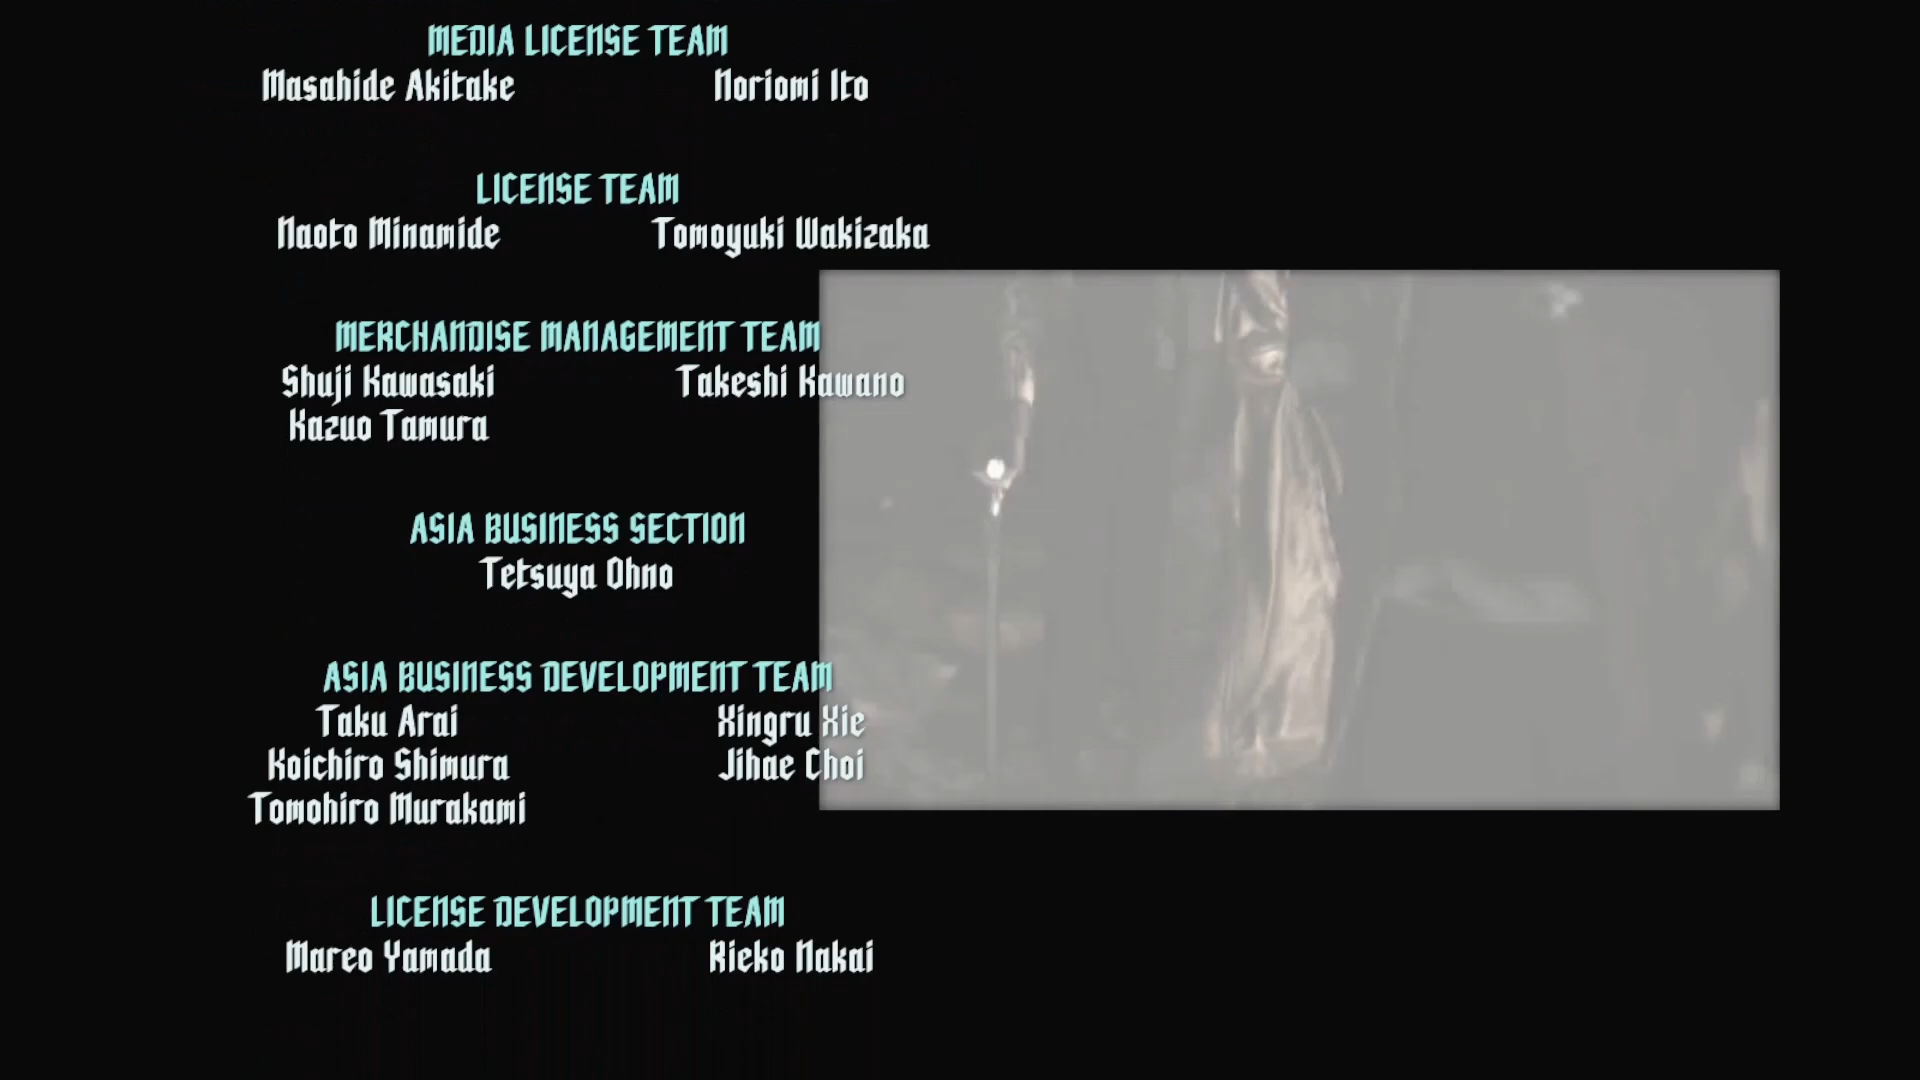 MEDIA LICENSE TEAM
Masahide Akitake Noriomi Ito
LICENSE TEAM
Naoto Minamide Tomoyuki Wakizaka
MERCHANDISE MANAGEMENT TEAM
Shuji Kawasaki Takeshi Kawano
Kazuo Tamura
ASIA BUSINESS SECTION
Tetsuya Ohno
ASIA BUSINESS DEVELOPMENT TEAM
Taku Arai Xingru Xie
Koichiro Shimura Jihae Choi
Tomohiro Murakami
LICENSE DEVELOPMENT TEAM
Mareo Yamada Rieko Nakai